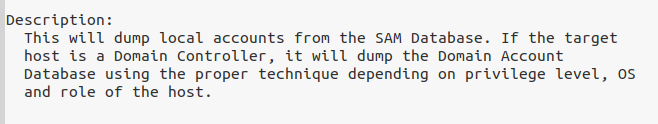 Description:
This will dump local accounts from the SAM Database. If the target
host is a Domain Controller, it will dump the Domain Account
Database using the proper technique depending on privilege level, OS
and role of the host.